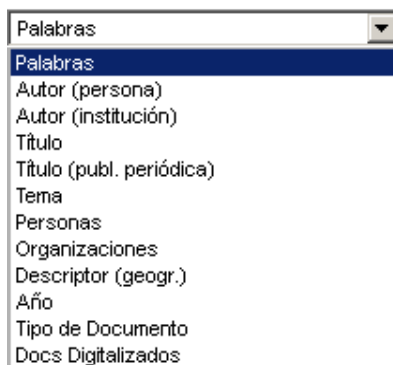 Palabras
Palabras
Autor (persona)
Autor (institución)
Título
Título (publ. periódica)
Tema
Personas
Organizaciones
Descriptor (geogr.)
Año
Tipo de Documento
Docs Digitalizados